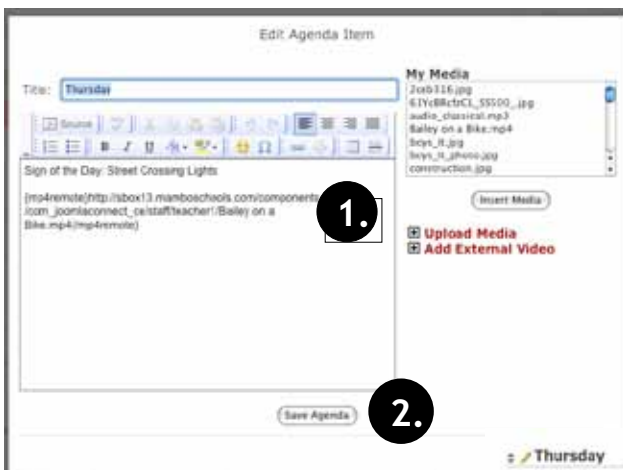 Edit Agenda Item
Title: Thursday
My Media
2cxb316.jpg
61YcBRctrCL_SS500_.jpg
audio_classical.mp3
Bailey on a Bike.mp4
boys_it.jpg
boys_it_photo.jpg
construction.jpg
Source
B I U
Sign of the Day: Street Crossing Lights
{mp4remote}http://sbox13.mamboschools.com/components
/com_joomlaconnect_ce/staff/teacher1/Bailey on a
Bike.mp4{/mp4remote}
1.
Insert Media
Upload Media
Add External Video
Save Agenda
2.
Thursday